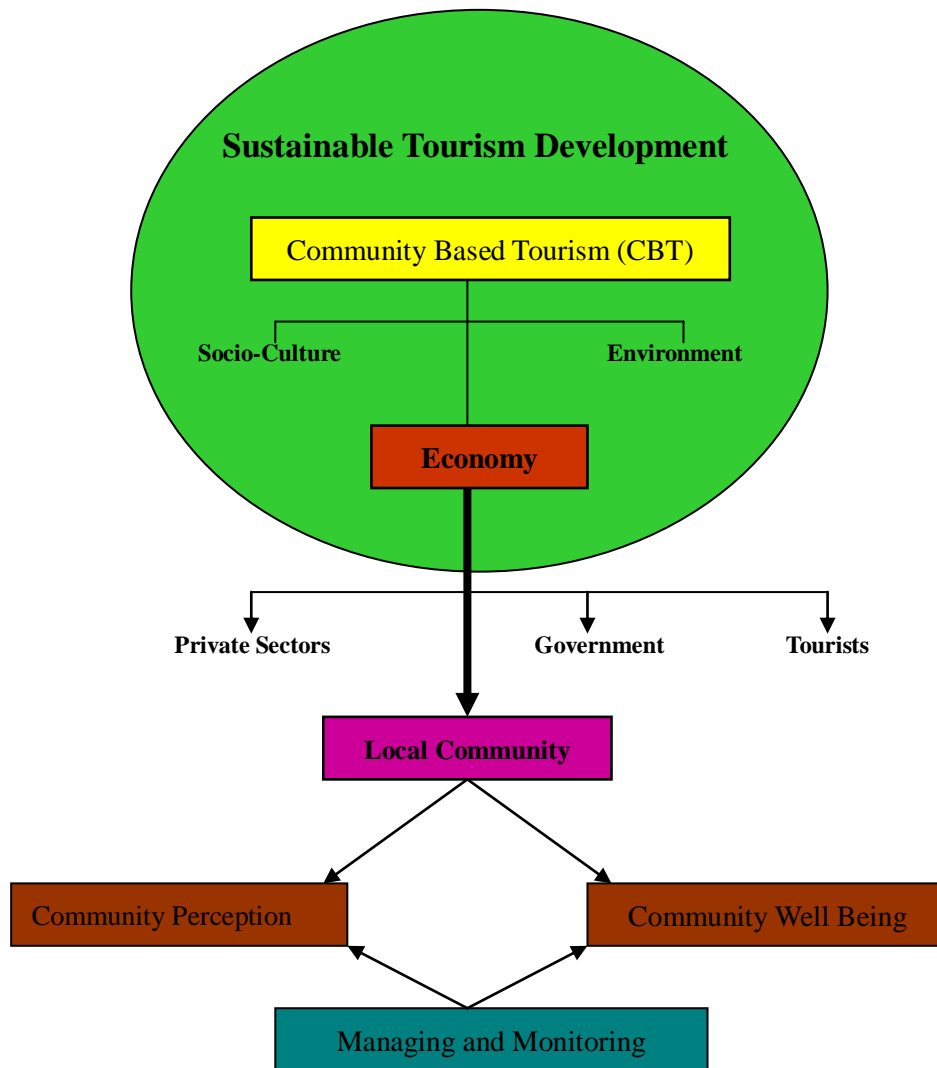 Sustainable Tourism Development
Community Based Tourism (CBT)
Socio-Culture
Environment
Economy
Private Sectors
Government
Tourists
Local Community
Community Perception
Community Well Being
Managing and Monitoring